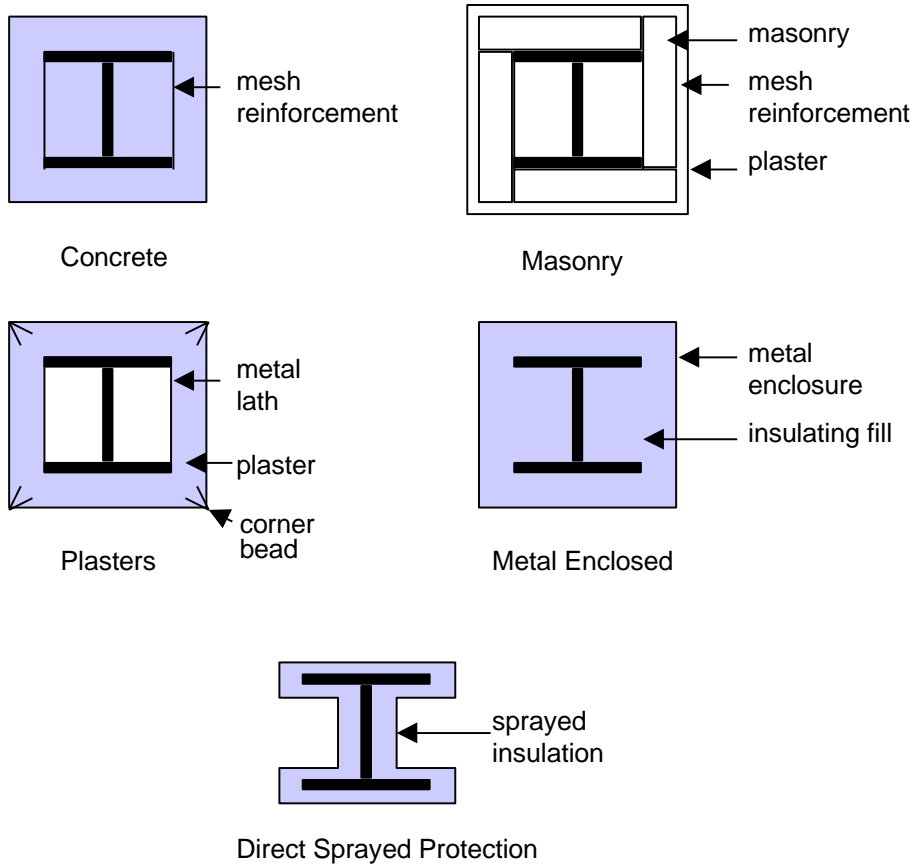 mesh
reinforcement
Concrete
masonry
mesh
reinforcement
plaster
Masonry
metal
lath
plaster
corner
bead
Plasters
metal
enclosure
insulating fill
Metal Enclosed
sprayed
insulation
Direct Sprayed Protection